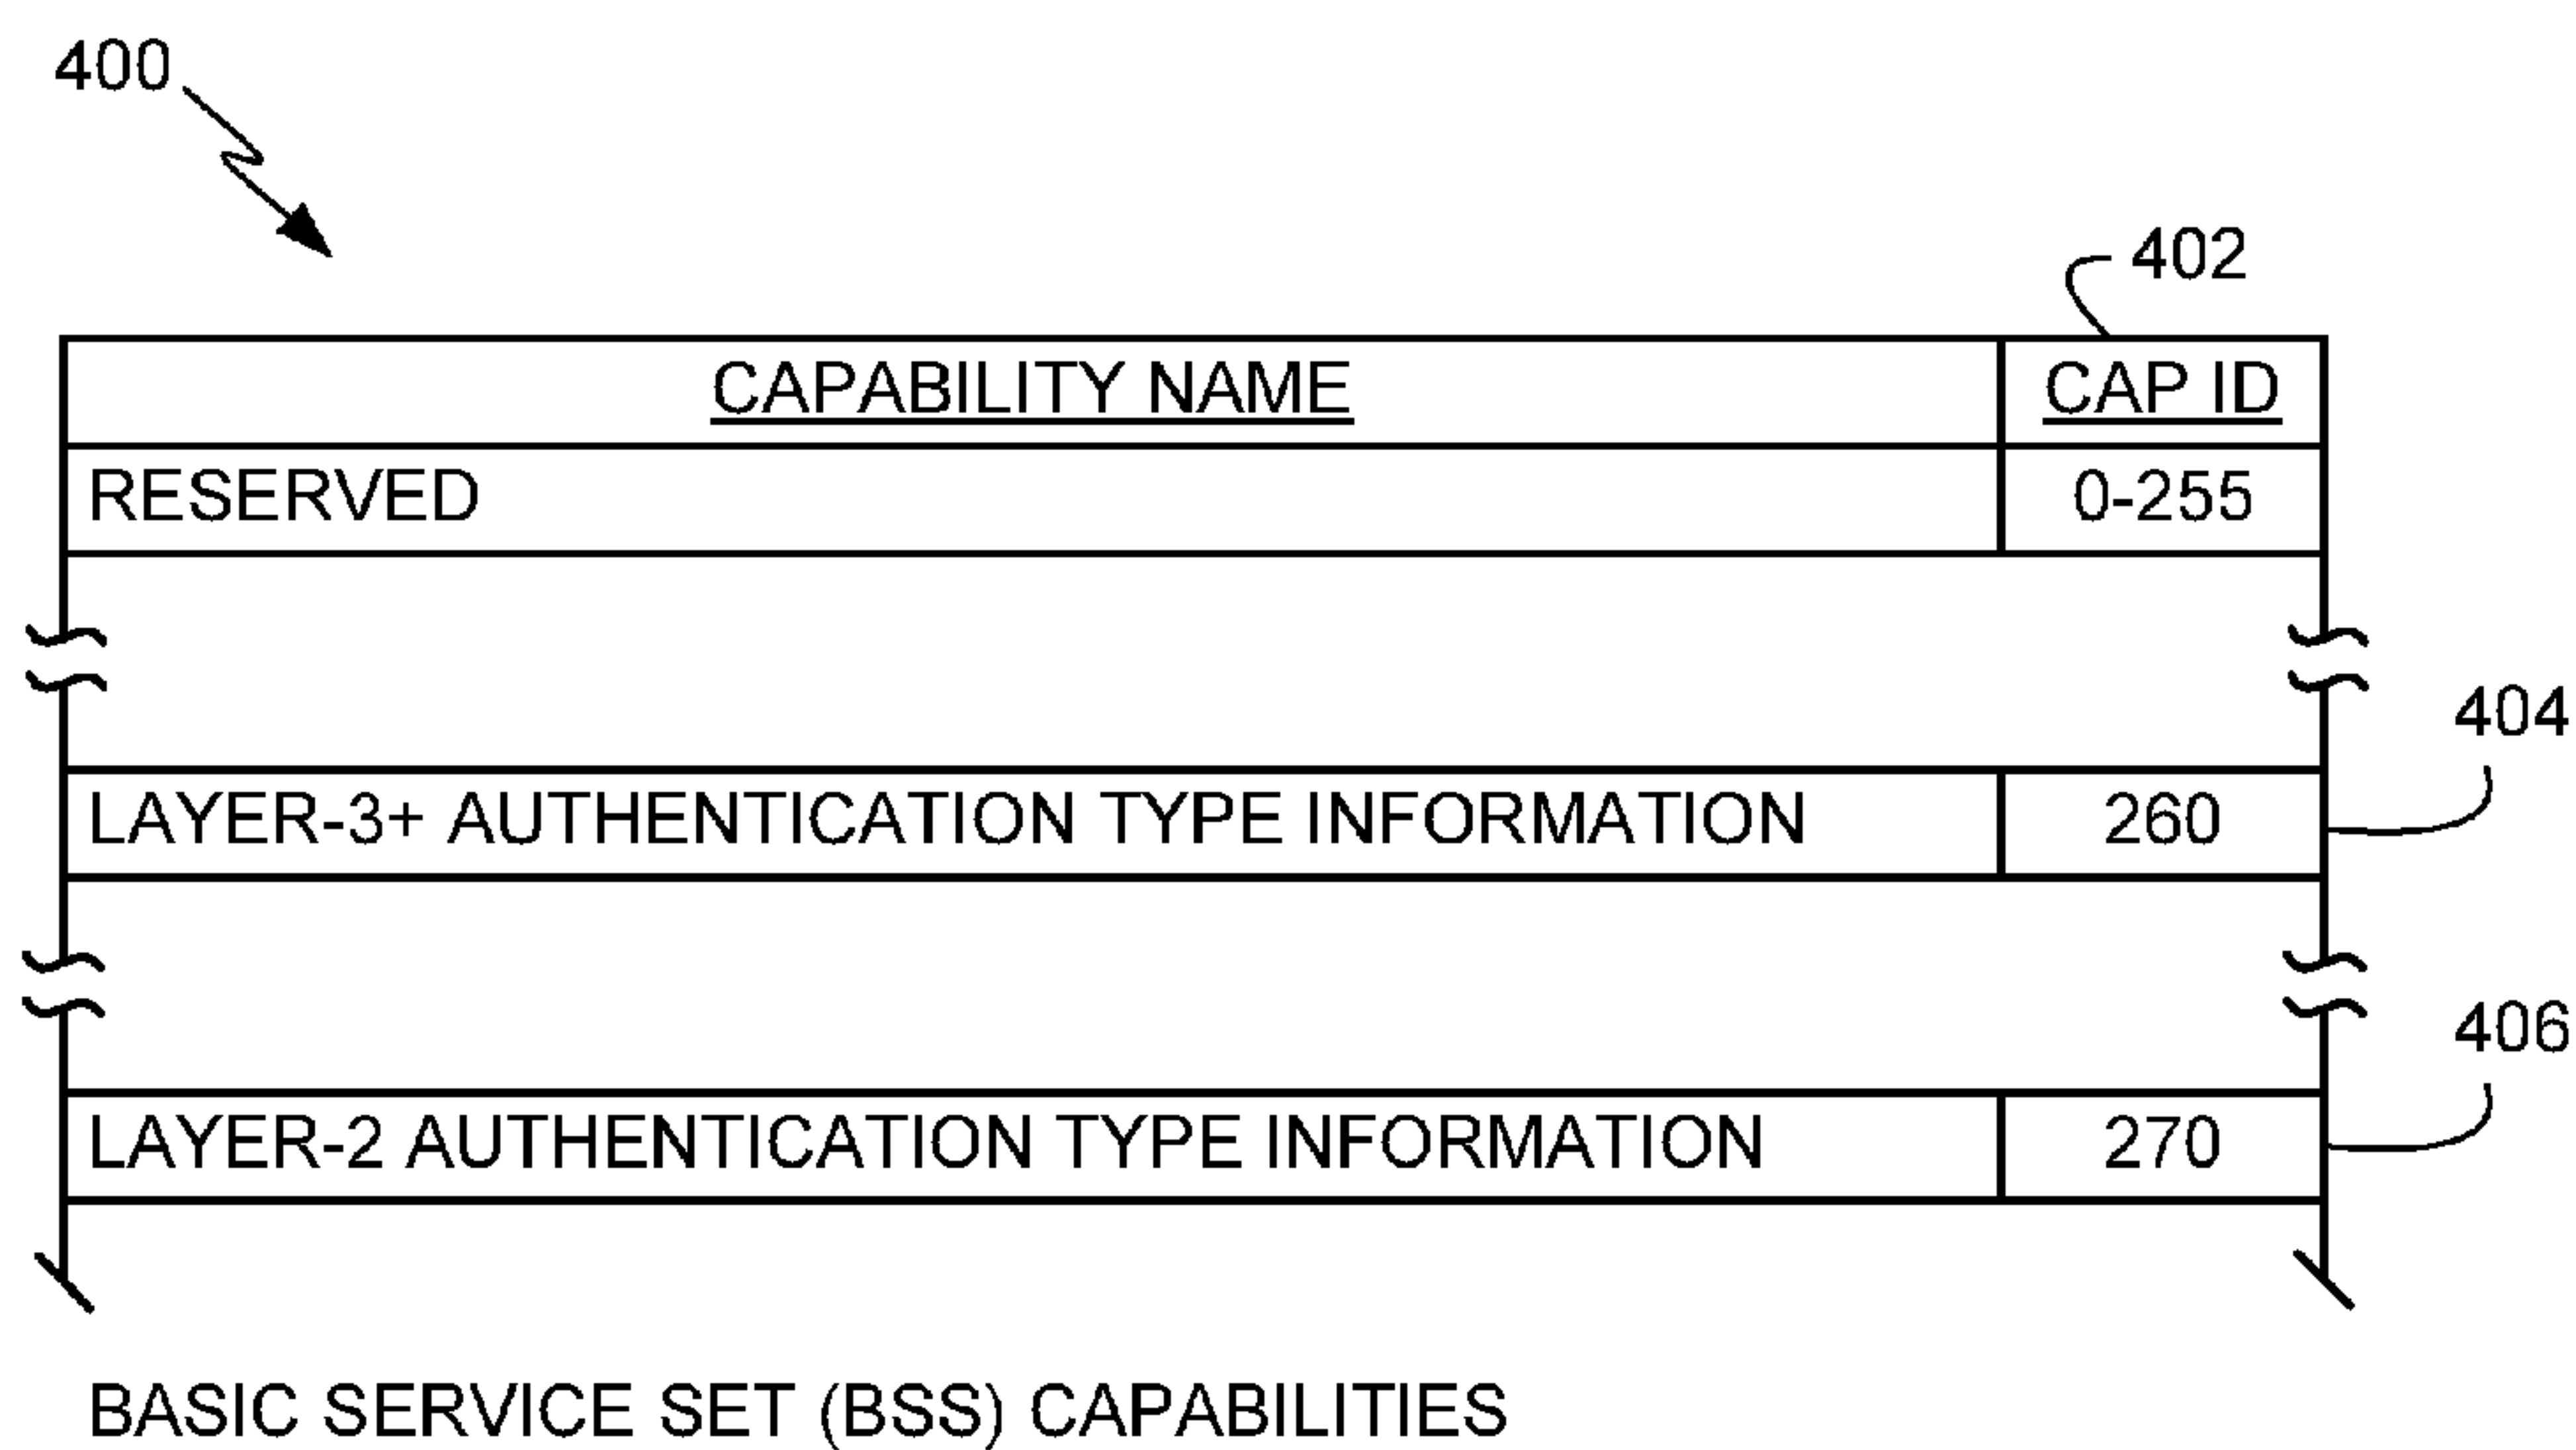 400
402
CAPABILITY NAME CAP ID
RESERVED 0-255
404
LAYER-3+ AUTHENTICATION TYPE INFORMATION 260
406
LAYER-2 AUTHENTICATION TYPE INFORMATION 270
BASIC SERVICE SET (BSS) CAPABILITIES